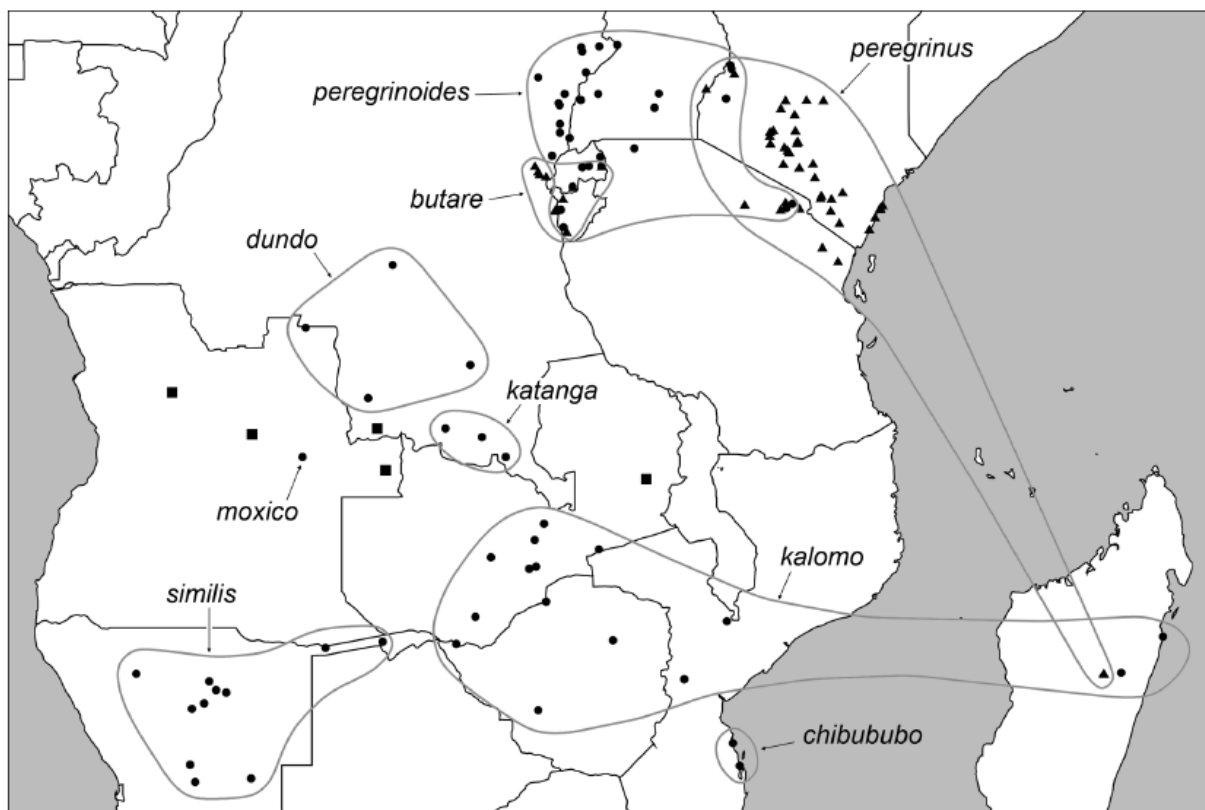 peregrinus
peregrinoides
butare
dundo
katanga
moxico
kalomo
similis
chibububo